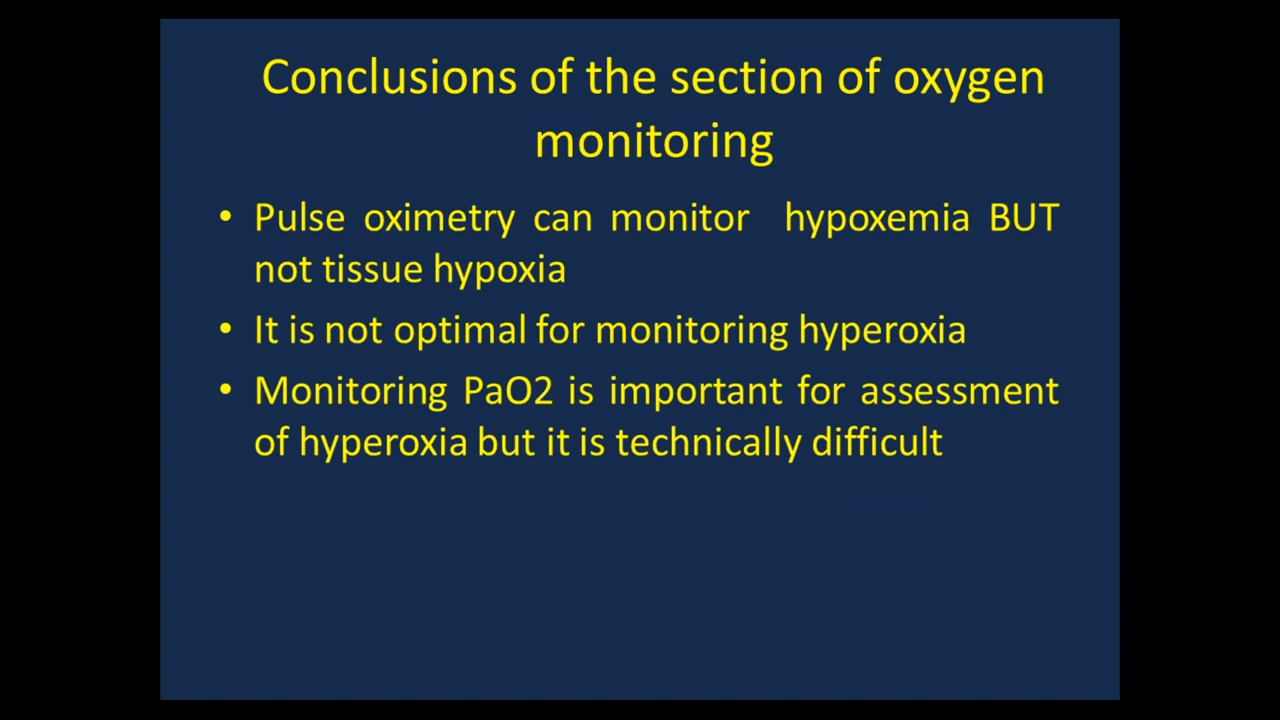 Conclusions of the section of oxygen
monitoring
• Pulse oximetry can monitor hypoxemia BUT
not tissue hypoxia
• It is not optimal for monitoring hyperoxia
• Monitoring PaO2 is important for assessment
of hyperoxia but it is technically difficult